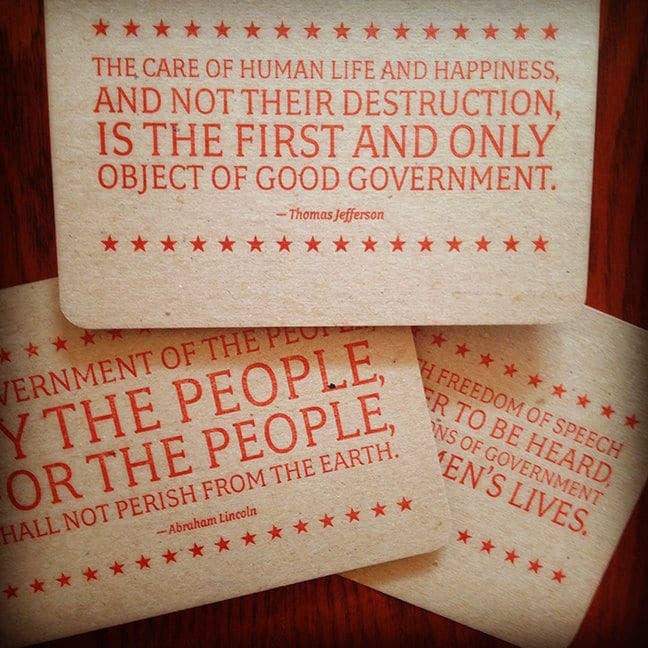 THE CARE OF HUMAN LIFE AND HAPPINESS,
AND NOT THEIR DESTRUCTION,
IS THE FIRST AND ONLY
OBJECT OF GOOD GOVERNMENT.
— Thomas Jefferson
VERNMENT OF THE PEOPLE,
Y THE PEOPLE,
OR THE PEOPLE,
HALL NOT PERISH FROM THE EARTH.
— Abraham Lincoln
H FREEDOM OF SPEECH
R TO BE HEARD,
NS OF GOVERNMENT
MEN'S LIVES.